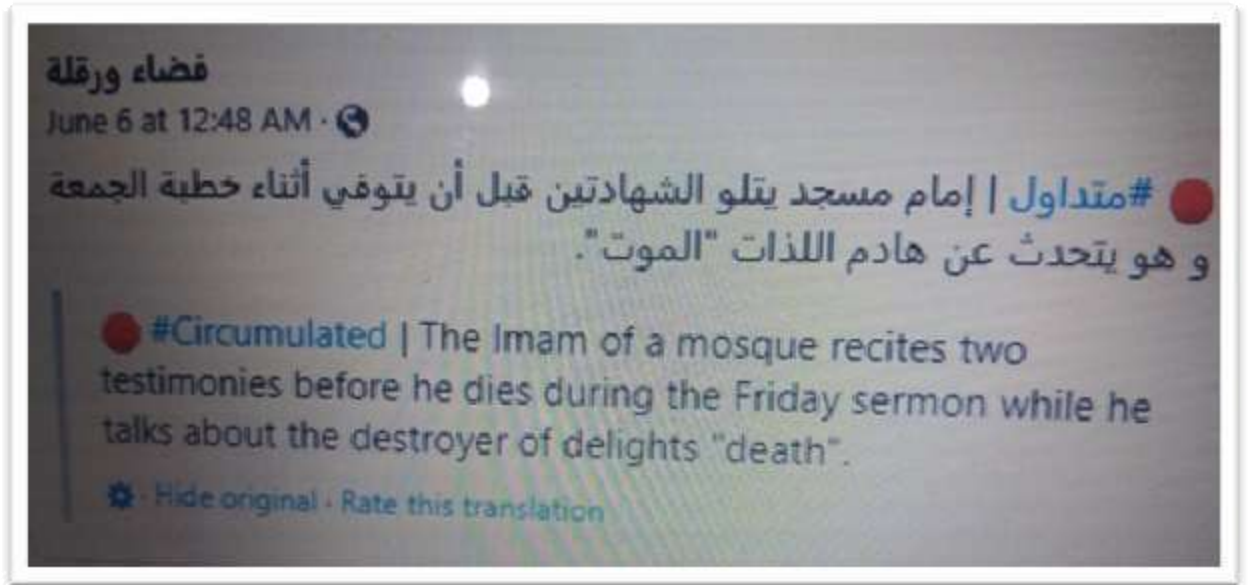 فضاء ورقلة
June 6 at 12:48 AM ·
#متداول | إمام مسجد يتلو الشهادتين قبل أن يتوفي أثناء خطبة الجمعة
و هو يتحدث عن هادم اللذات "الموت".
#Circumulated | The Imam of a mosque recites two
testimonies before he dies during the Friday sermon while he
talks about the destroyer of delights "death".
· Hide original · Rate this translation